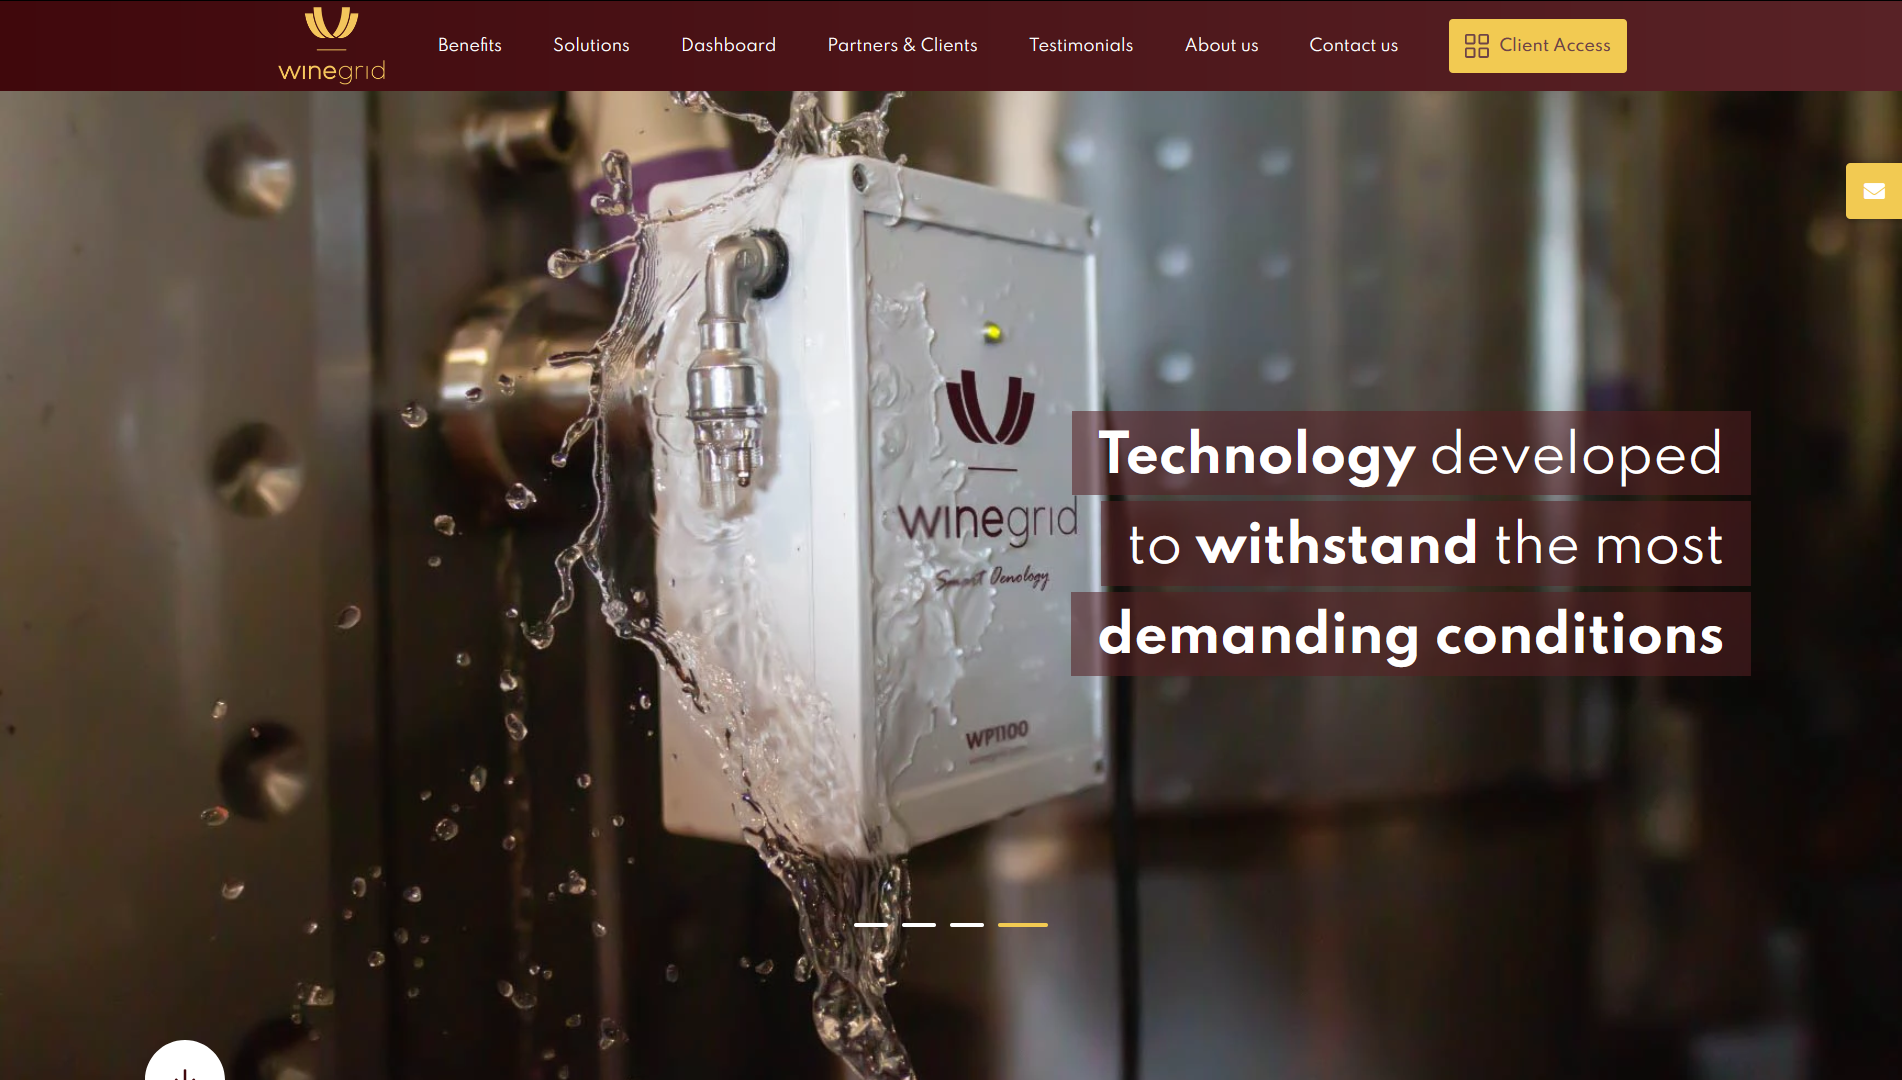 winegrid
Benefits
Solutions
Dashboard
Partners & Clients
Testimonials
About us
Contact us
Client Access
winegrid
Smart Oenology
WP1100
Technology developed
to withstand the most
demanding conditions